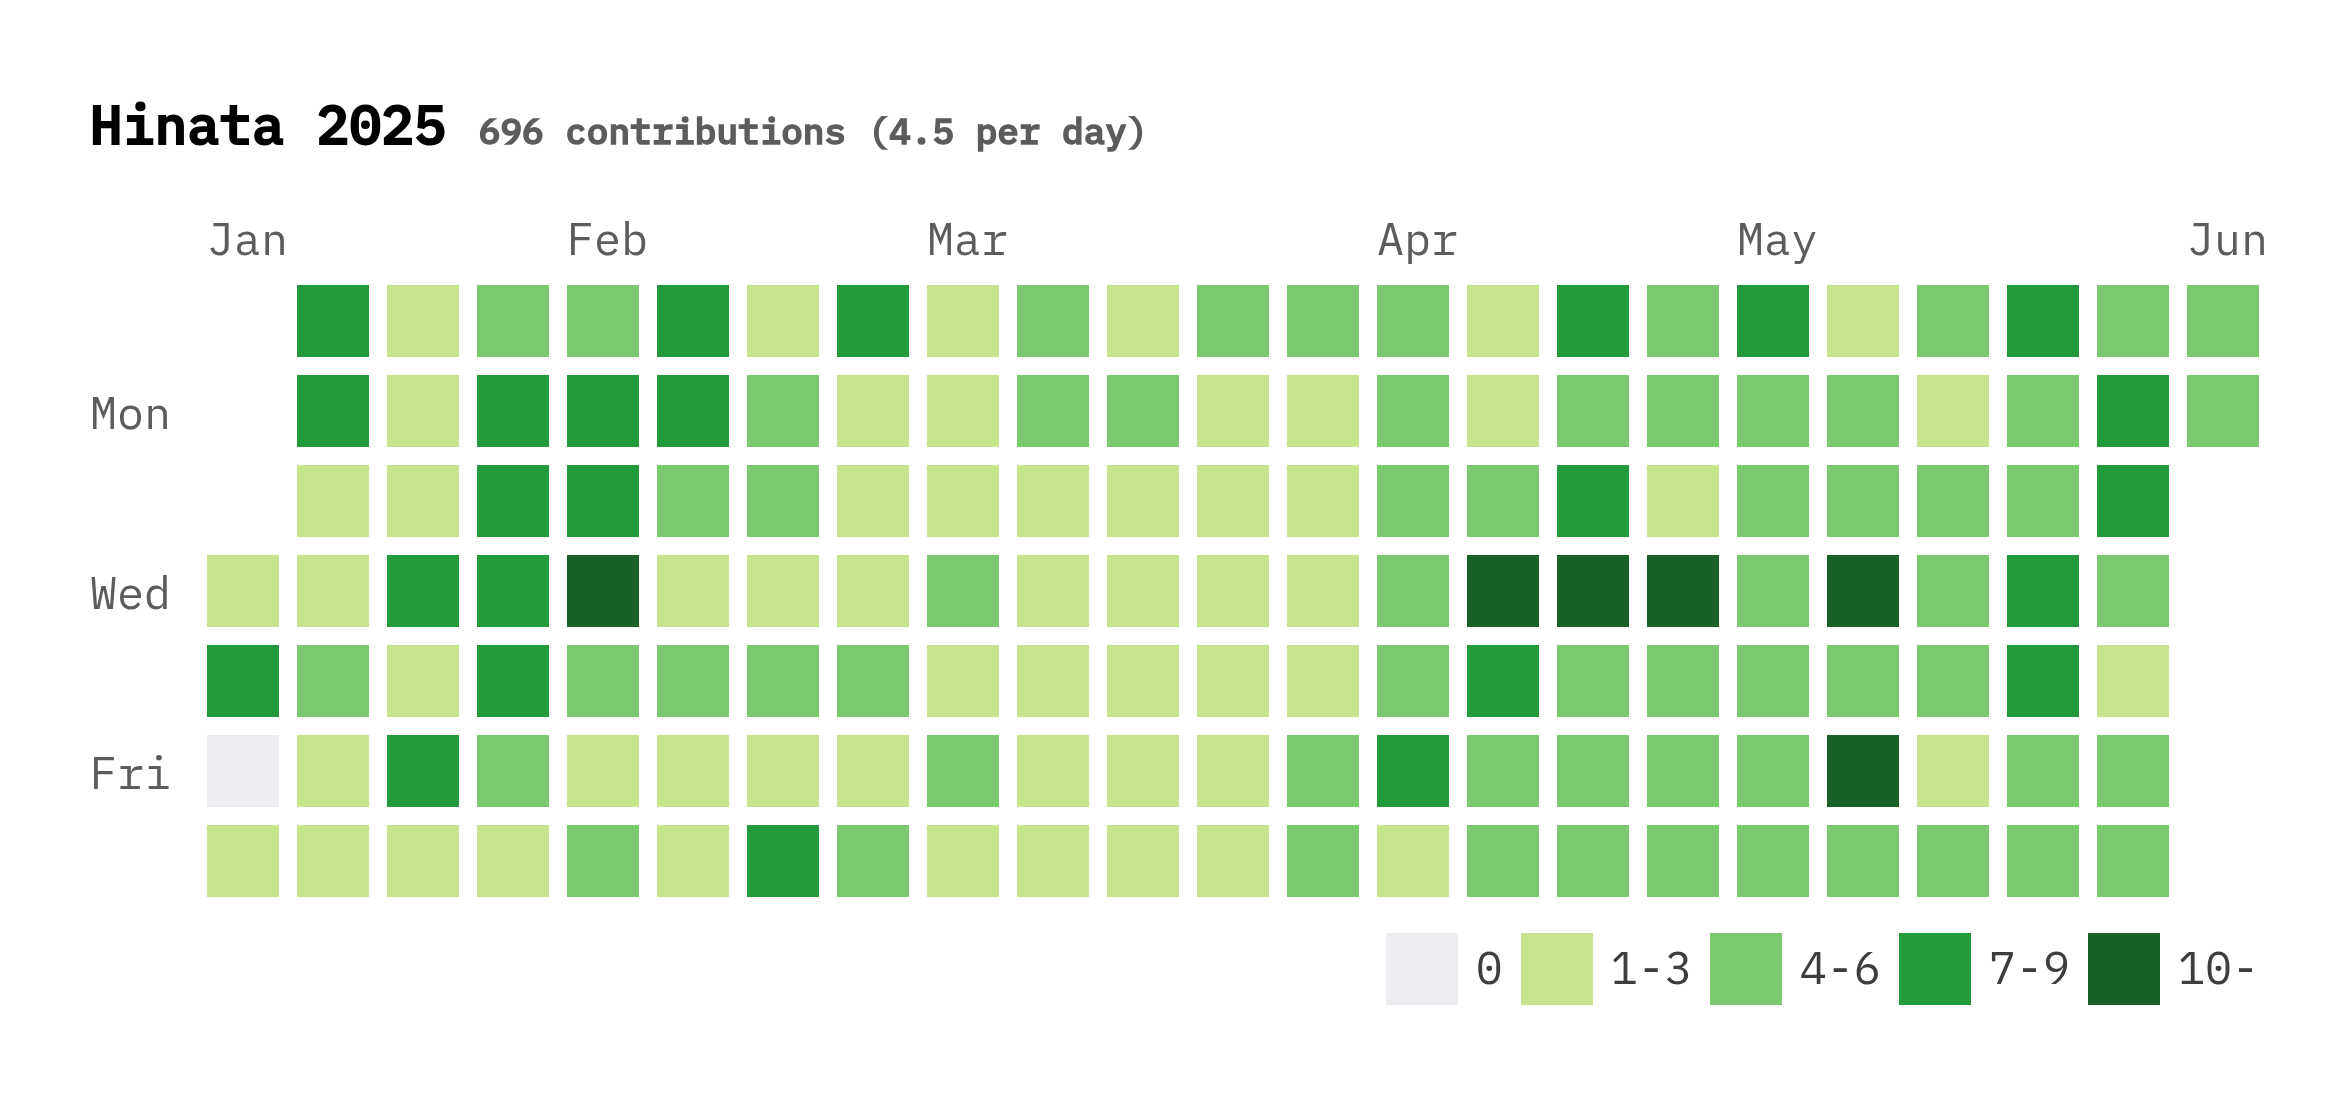 Hinata 2025 696 contributions (4.5 per day)
Jan Feb Mar Apr May Jun
Mon
Wed
Fri
0 1-3 4-6 7-9 10-